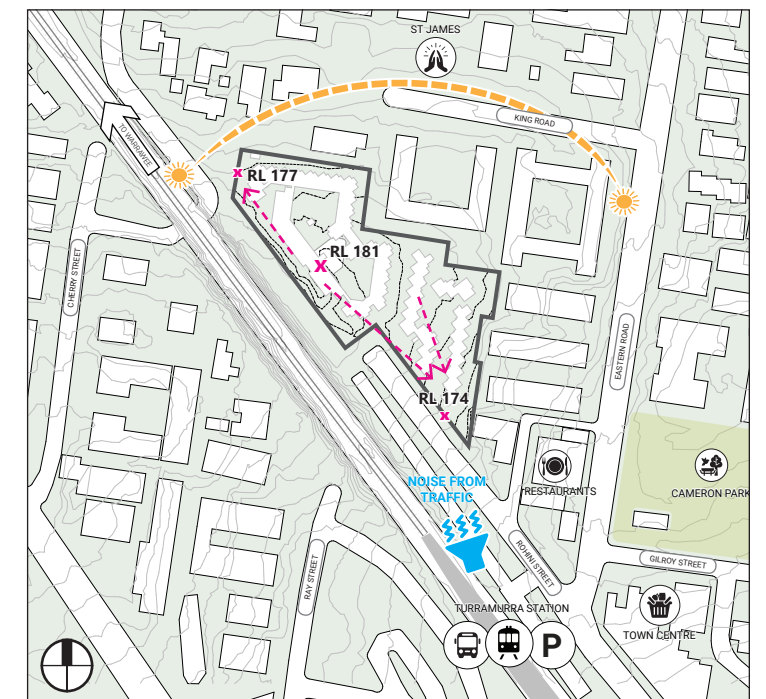 ST JAMES
KING ROAD
TO WARRAWEE
x RL 177
RL 181
x
CHERRY STREET
EASTERN ROAD
RL 174
x
NOISE FROM
TRAFFIC
RESTAURANTS
CAMERON PARK
ROHINI STREET
GILROY STREET
RAY STREET
TURRAMURRA STATION
P
TOWN CENTRE